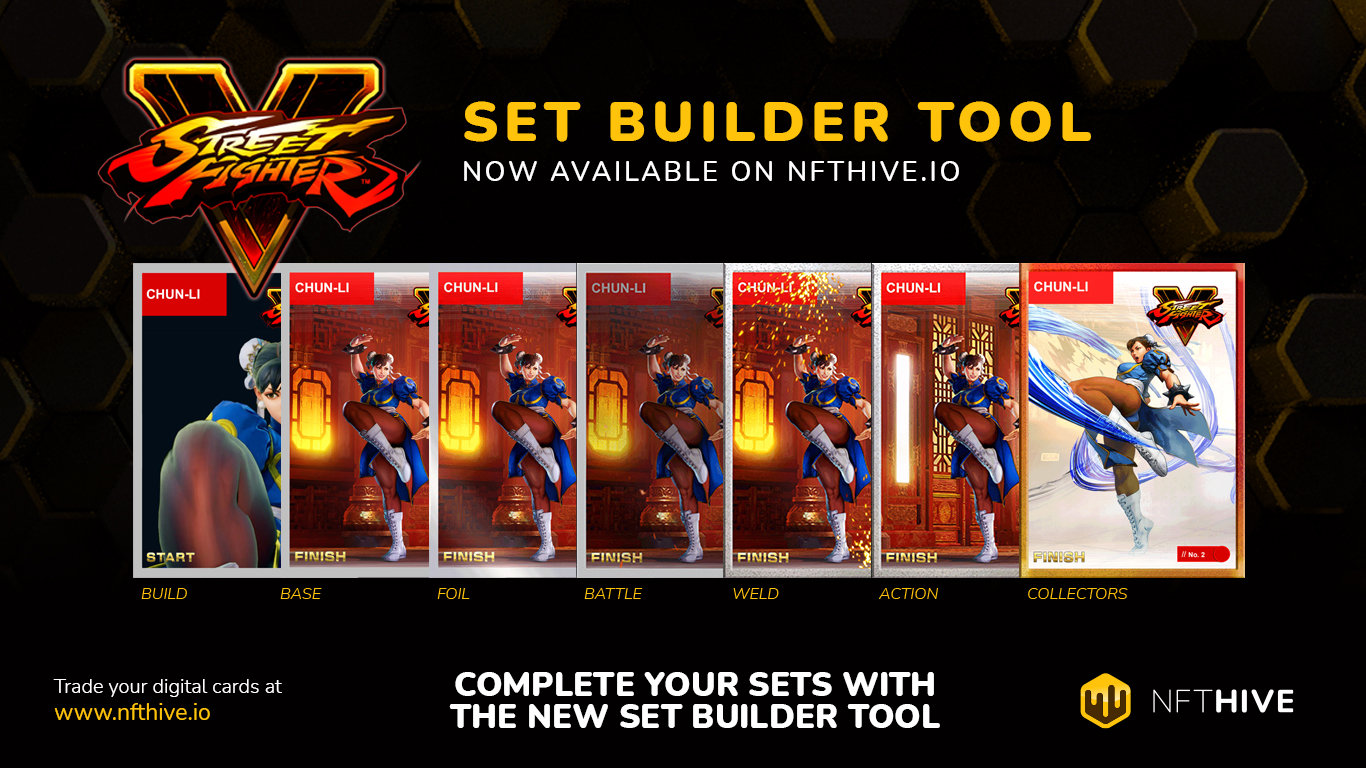 V
STREET
FIGHTER™
SET BUILDER TOOL
NOW AVAILABLE ON NFTHIVE.IO
CHUN-LI
START
CHUN-LI
FINISH
CHUN-LI
FINISH
CHUN-LI
FINISH
CHUN-LI
FINISH
CHUN-LI
FINISH
CHUN-LI
V
STREET
FIGHTER
FINISH
// No. 2
BUILD
BASE
FOIL
BATTLE
WELD
ACTION
COLLECTORS
Trade your digital cards at
www.nfthive.io
COMPLETE YOUR SETS WITH
THE NEW SET BUILDER TOOL
NFTHIVE